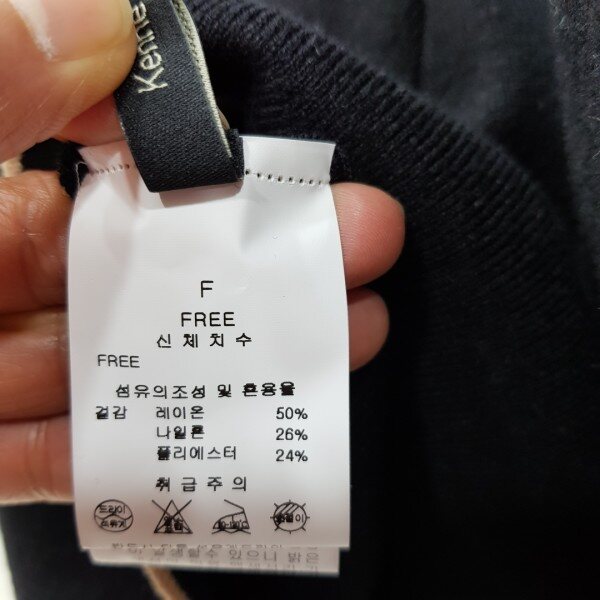 Kenne
F
FREE
신체치수
FREE
섬유의조성 및 혼용율
겉감 레이온 50%
나일론 26%
폴리에스터 24%
취급주의
드라이